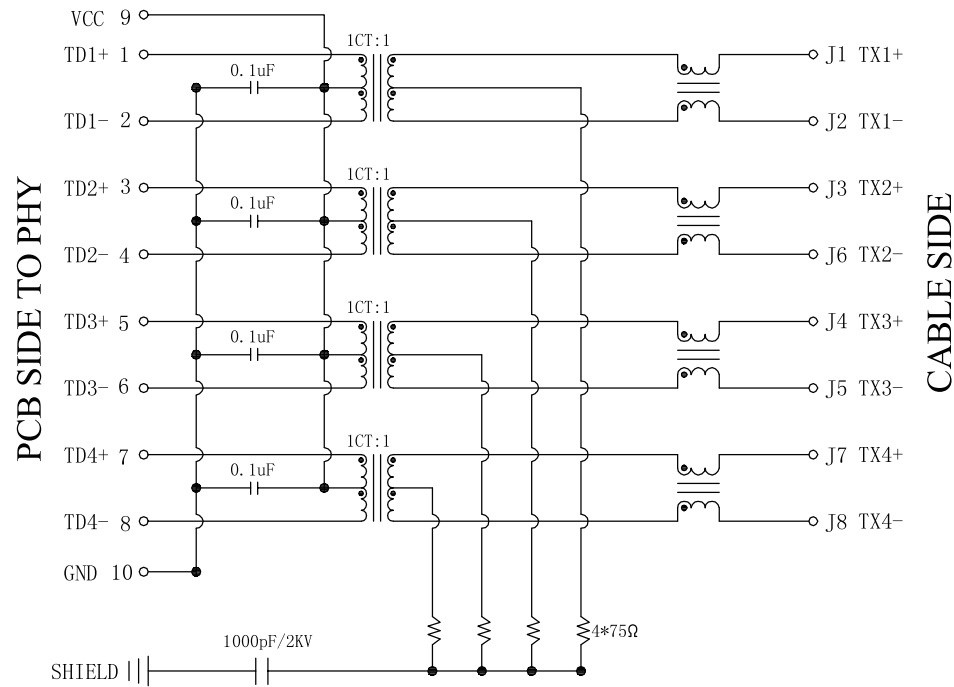 VCC 9
TD1+ 1
1CT:1
J1 TX1+
0.1uF
TD1- 2
J2 TX1-
TD2+ 3
1CT:1
J3 TX2+
0.1uF
TD2- 4
J6 TX2-
PCB SIDE TO PHY
CABLE SIDE
TD3+ 5
1CT:1
J4 TX3+
0.1uF
TD3- 6
J5 TX3-
TD4+ 7
1CT:1
J7 TX4+
0.1uF
TD4- 8
J8 TX4-
GND 10
4*75Ω
1000pF/2KV
SHIELD